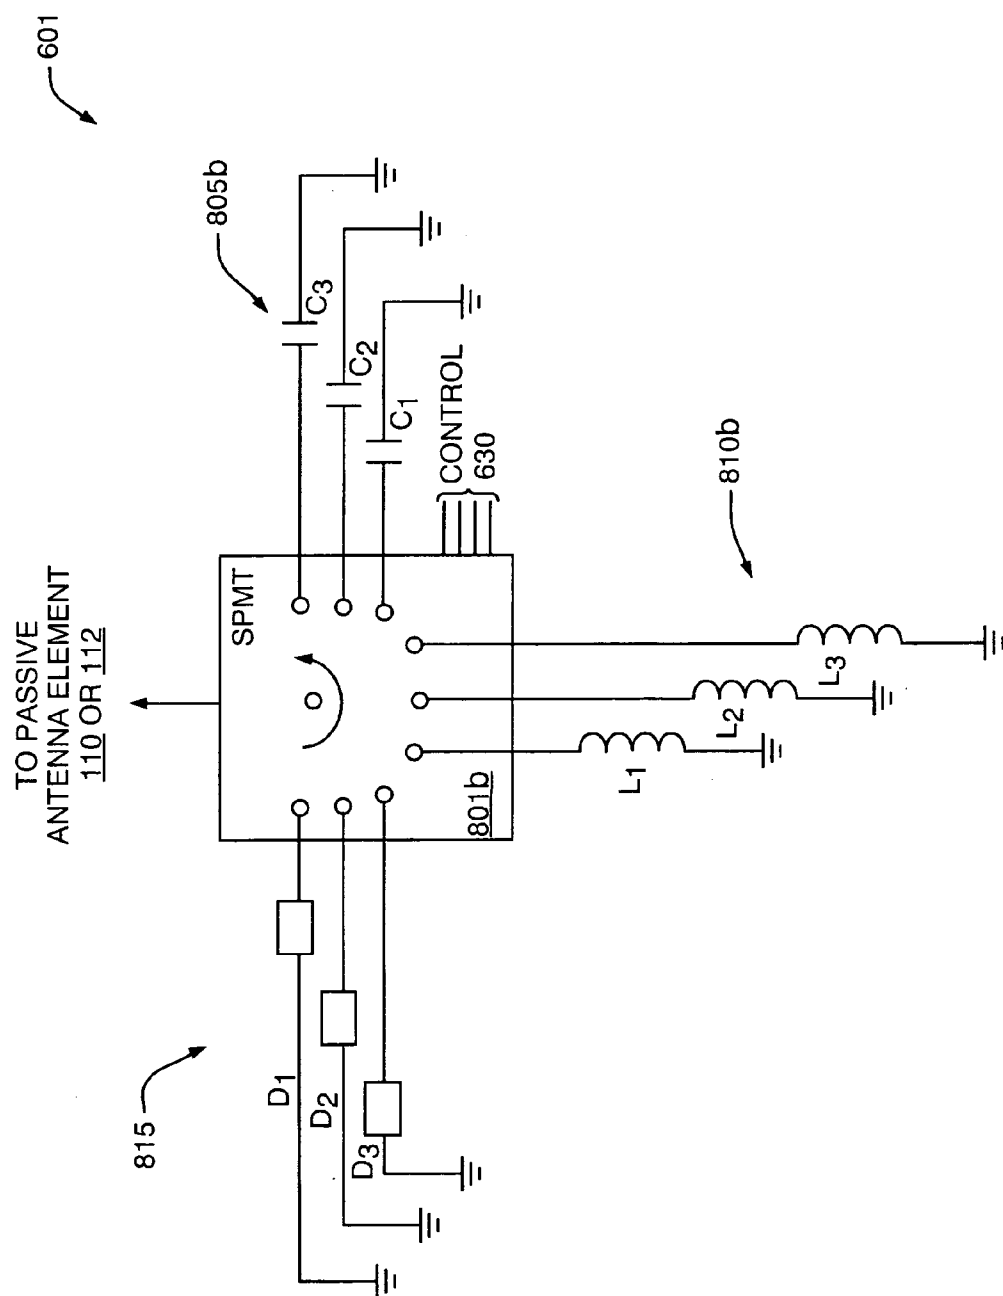 601
TO PASSIVE
ANTENNA ELEMENT
110 OR 112
805b
C3
C2
C1
SPMT
CONTROL
630
801b
815
D1
D2
D3
L1
L2
L3
810b